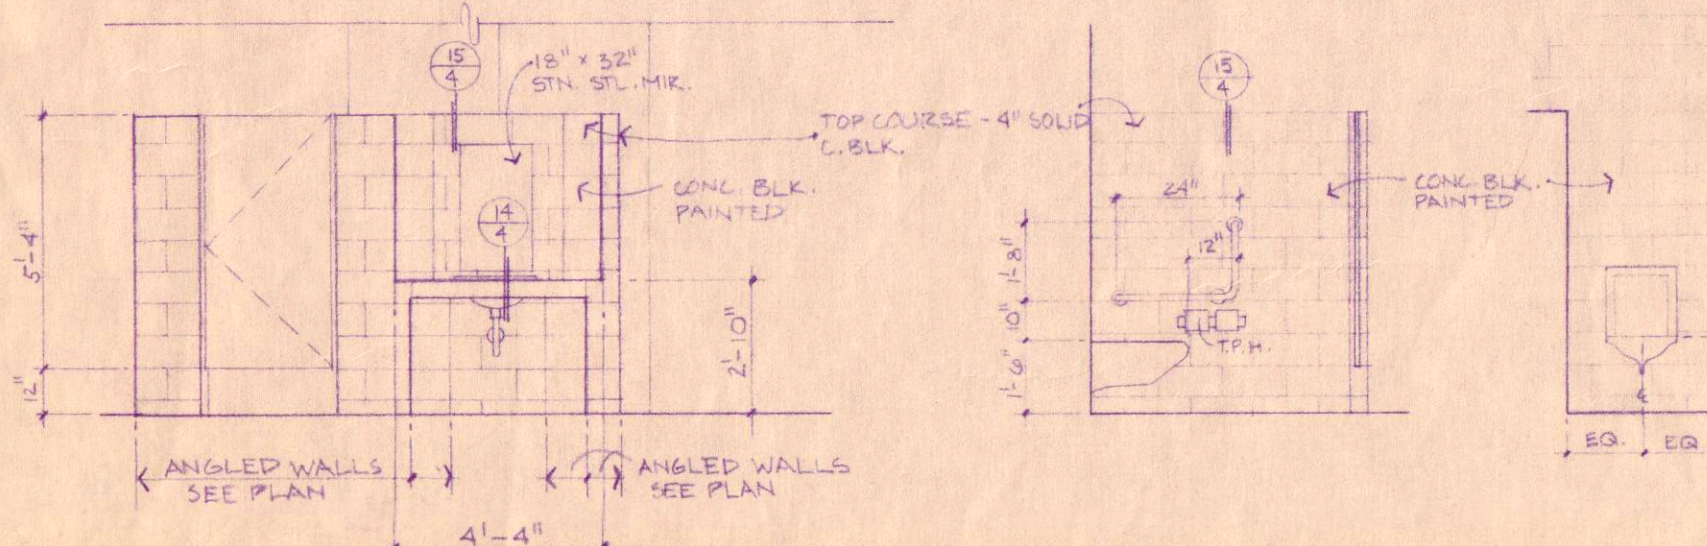 15
4
18" x 32"
STN. STL. MIR.
TOP COURSE - 4" SOLID
C. BLK.
CONC. BLK.
PAINTED
14
4
5'-4"
12"
2'-10"
ANGLED WALLS
SEE PLAN
ANGLED WALLS
SEE PLAN
4'-4"
15
4
24"
12"
1'-8"
10"
1'-6"
T.P.H.
CONC. BLK.
PAINTED
EQ.
EQ